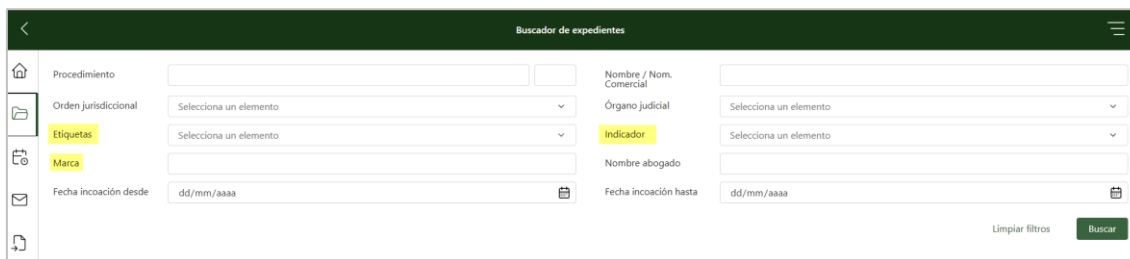 Buscador de expedientes
Procedimiento
Nombre / Nom.
Comercial
Orden jurisdiccional Selecciona un elemento
Órgano judicial Selecciona un elemento
Etiquetas Selecciona un elemento
Indicador Selecciona un elemento
Marca
Nombre abogado
Fecha incoación desde dd/mm/aaaa
Fecha incoación hasta dd/mm/aaaa
Limpiar filtros Buscar